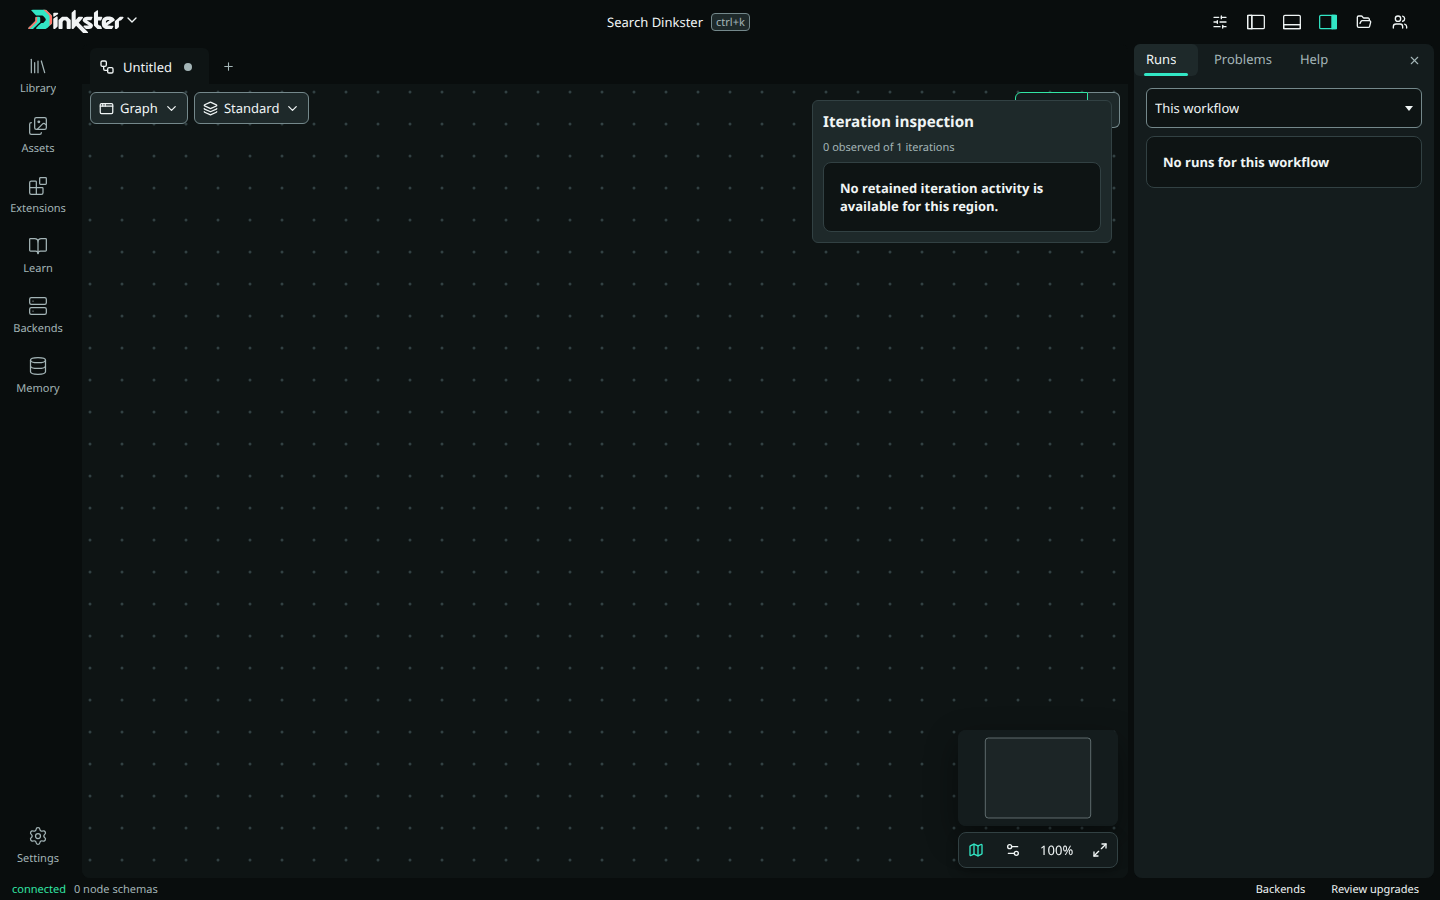 Dinkster
Search Dinkster ctrl+k
Library
Assets
Extensions
Learn
Backends
Memory
Settings
Untitled
Graph
Standard
Iteration inspection
0 observed of 1 iterations
No retained iteration activity is
available for this region.
100%
Runs
Problems
Help
This workflow
No runs for this workflow
connected
0 node schemas
Backends
Review upgrades